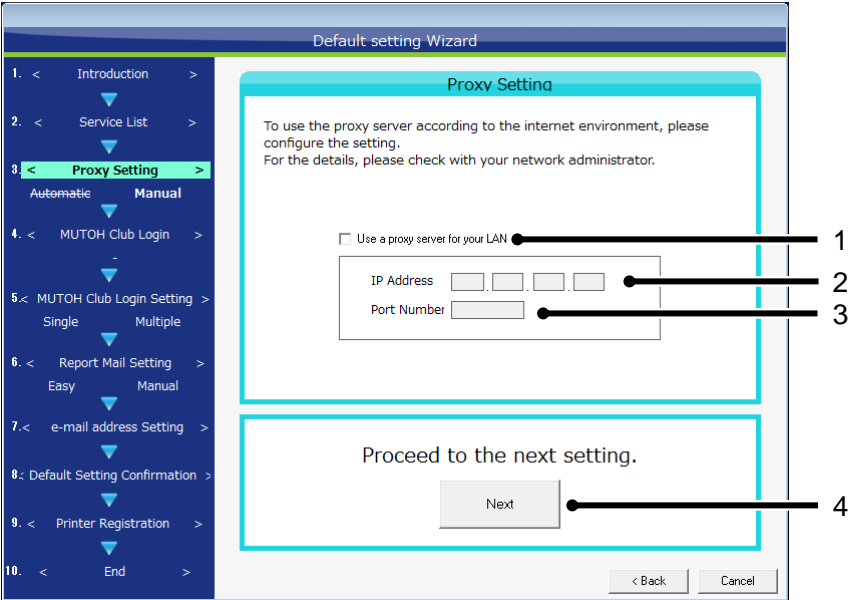 Default setting Wizard
1. < Introduction >
2. < Service List >
3. < Proxy Setting >
Automatic Manual
4. < MUTOH Club Login >
-
5.< MUTOH Club Login Setting >
Single Multiple
6. < Report Mail Setting >
Easy Manual
7.< e-mail address Setting >
8.< Default Setting Confirmation >
9. < Printer Registration >
10. < End >
Proxy Setting
To use the proxy server according to the internet environment, please
configure the setting.
For the details, please check with your network administrator.
Use a proxy server for your LAN
1
IP Address . . .
2
Port Number
3
Proceed to the next setting.
Next
4
< Back
Cancel